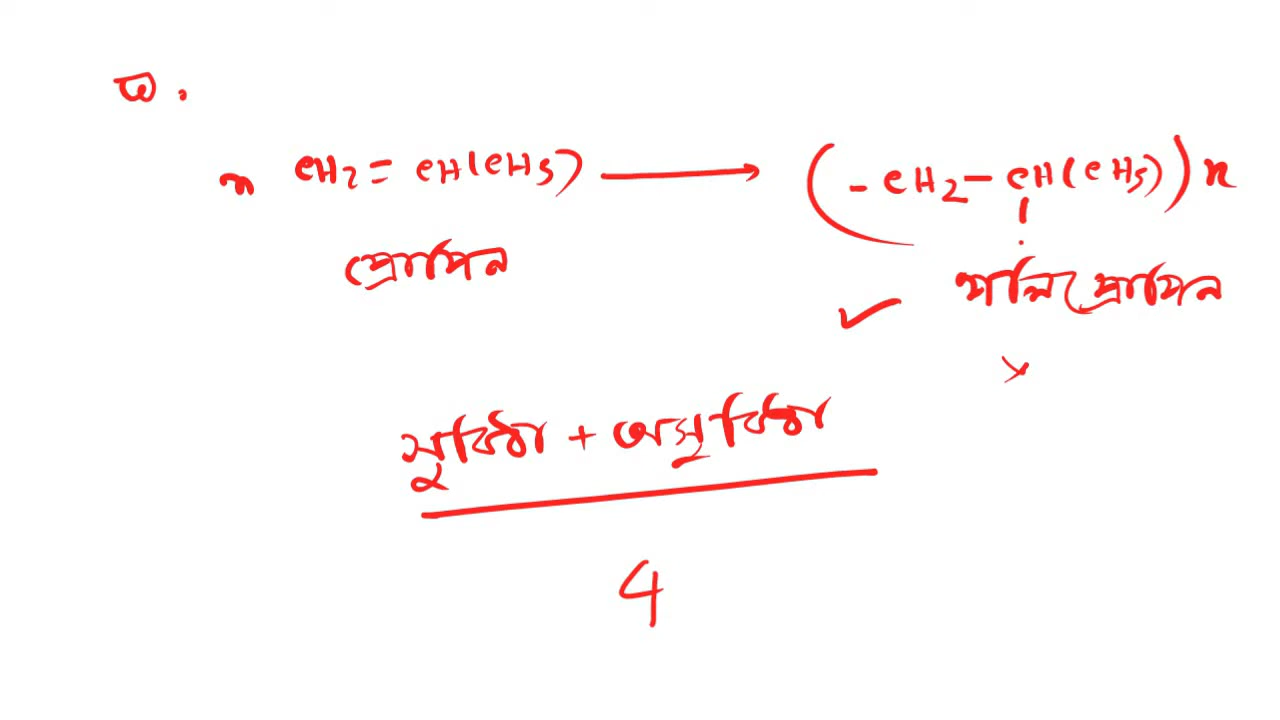 ঘ.
n CH2 = CH(CH3) ⟶ (-CH2-CH(CH3))n
প্রোপিন পলিপ্রোপিন
সুবিধা + অসুবিধা
4